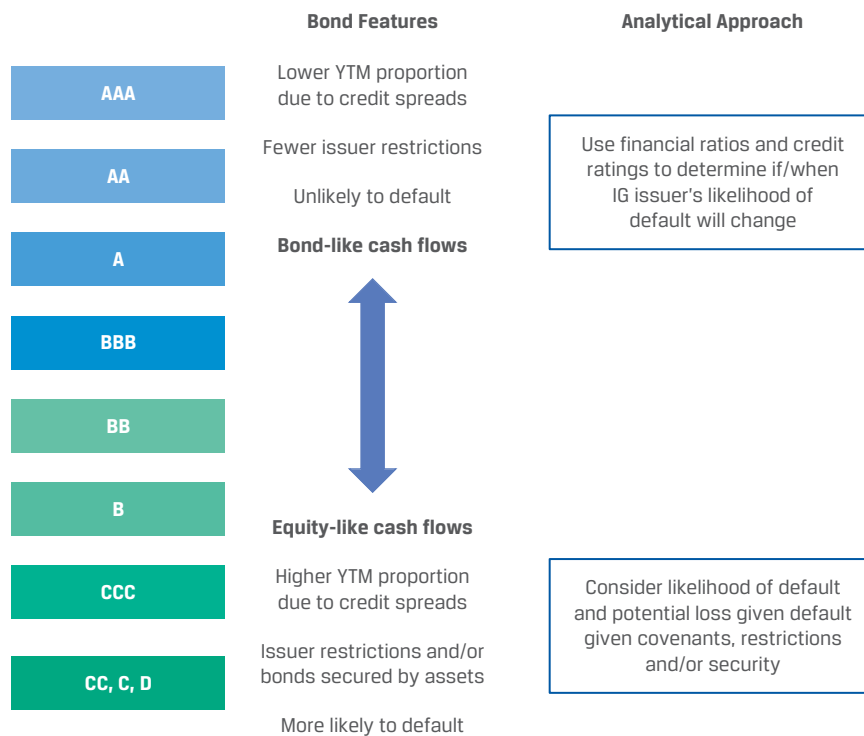 Bond Features
Analytical Approach
AAA
AA
A
BBB
BB
B
CCC
CC, C, D
Lower YTM proportion
due to credit spreads
Fewer issuer restrictions
Unlikely to default
Bond-like cash flows
Equity-like cash flows
Higher YTM proportion
due to credit spreads
Issuer restrictions and/or
bonds secured by assets
More likely to default
Use financial ratios and credit
ratings to determine if/when
IG issuer's likelihood of
default will change
Consider likelihood of default
and potential loss given default
given covenants, restrictions
and/or security